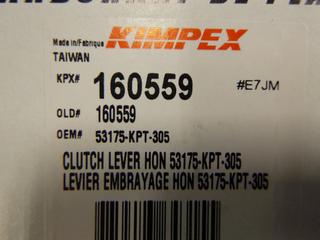 Made in/Fabrique
KIMPEX
TAIWAN
KPX# 160559 #E7JM
OLD# 160559
OEM# 53175-KPT-305
CLUTCH LEVER HON 53175-KPT-305
LEVIER EMBRAYAGE HON 53175-KPT-305